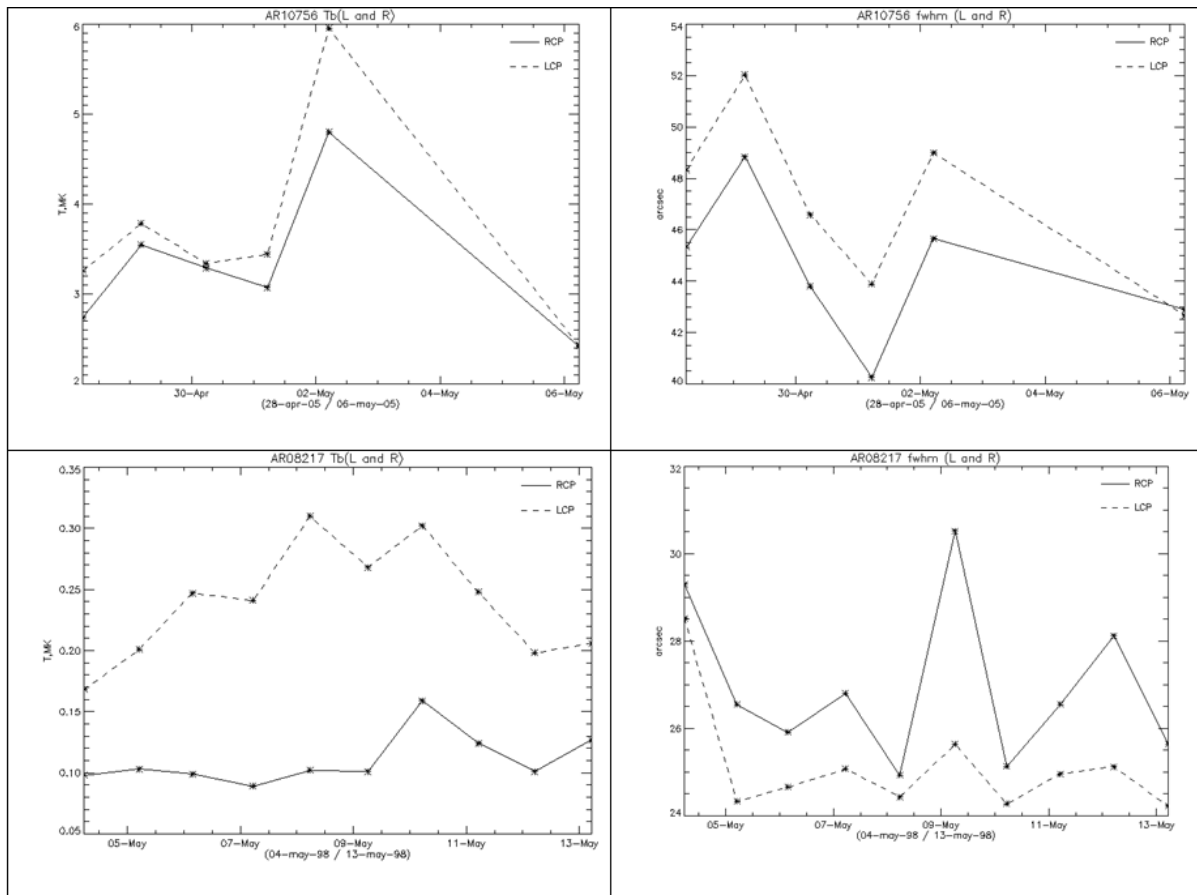 AR10756 Tb(L and R)
6
5
4
3
2
T,MK
RCP
LCP
30-Apr
02-May
04-May
06-May
(28-apr-05 / 06-may-05)
AR10756 fwhm (L and R)
54
52
50
48
46
44
42
40
arcsec
RCP
LCP
30-Apr
02-May
04-May
06-May
(28-apr-05 / 06-may-05)
AR08217 Tb(L and R)
0.35
0.30
0.25
0.20
0.15
0.10
0.05
T,MK
RCP
LCP
05-May
07-May
09-May
11-May
13-May
(04-may-98 / 13-may-98)
AR08217 fwhm (L and R)
32
30
28
26
24
arcsec
RCP
LCP
05-May
07-May
09-May
11-May
13-May
(04-may-98 / 13-may-98)